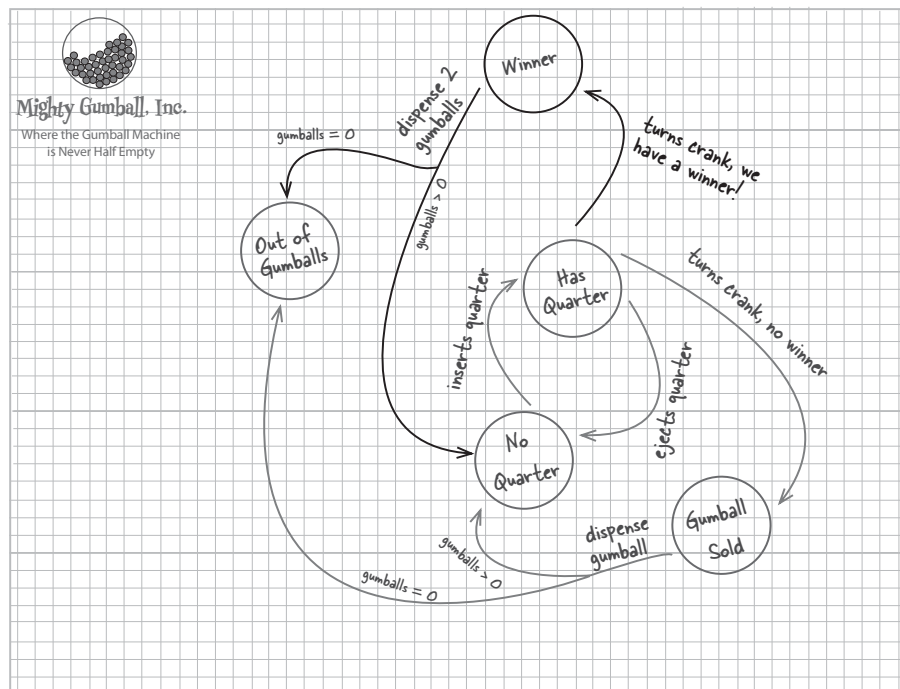 Winner
dispense 2
gumballs
Mighty Gumball, Inc.
Where the Gumball Machine
is Never Half Empty
gumballs = 0
turns crank, we
have a winner!
gumballs > 0
Out of
Gumballs
Has
Quarter
inserts quarter
turns crank, no winner
ejects quarter
No
Quarter
Gumball
Sold
dispense
gumball
gumballs > 0
gumballs = 0